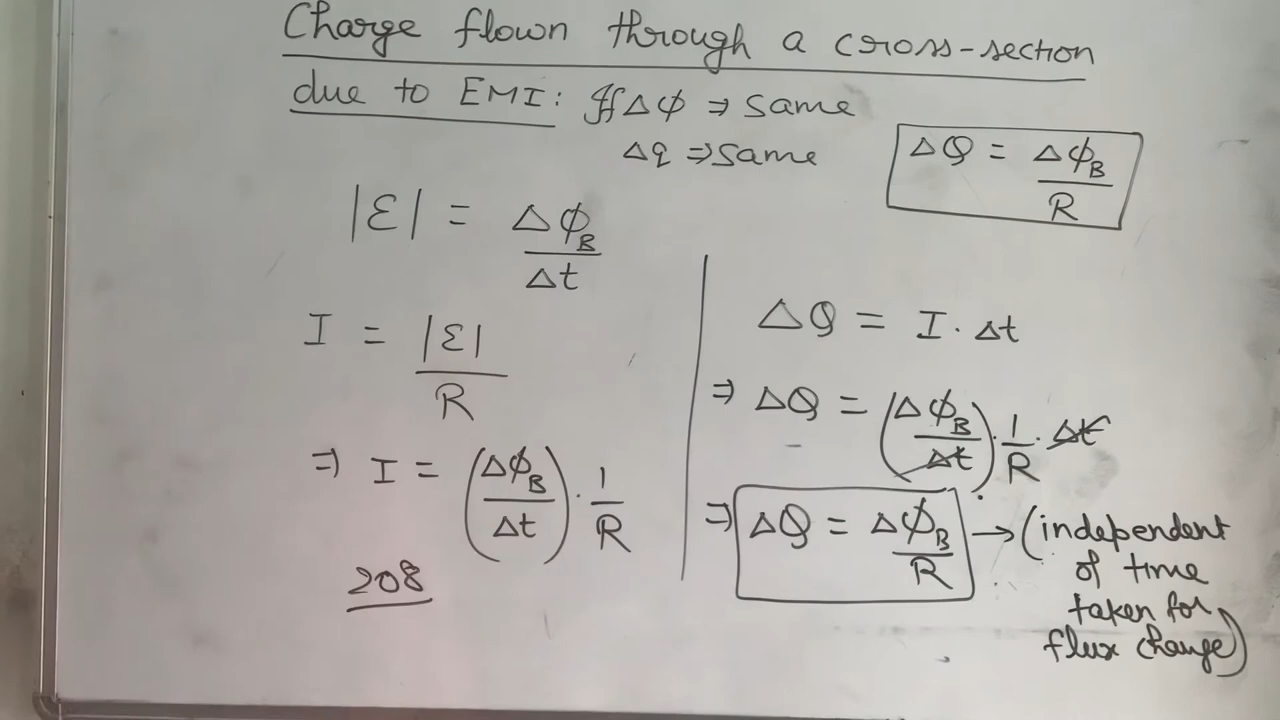 Charge flown through a cross-section
due to EMI: If Δϕ ⇒ same
Δq ⇒ same
ΔQ = Δϕ_B / R
|ε| = Δϕ_B / Δt
I = |ε| / R
⇒ I = (Δϕ_B / Δt) · 1 / R
208
ΔQ = I · Δt
⇒ ΔQ = (Δϕ_B / Δt) · 1 / R · Δt
⇒ ΔQ = Δϕ_B / R → (independent
of time
taken for
flux change)